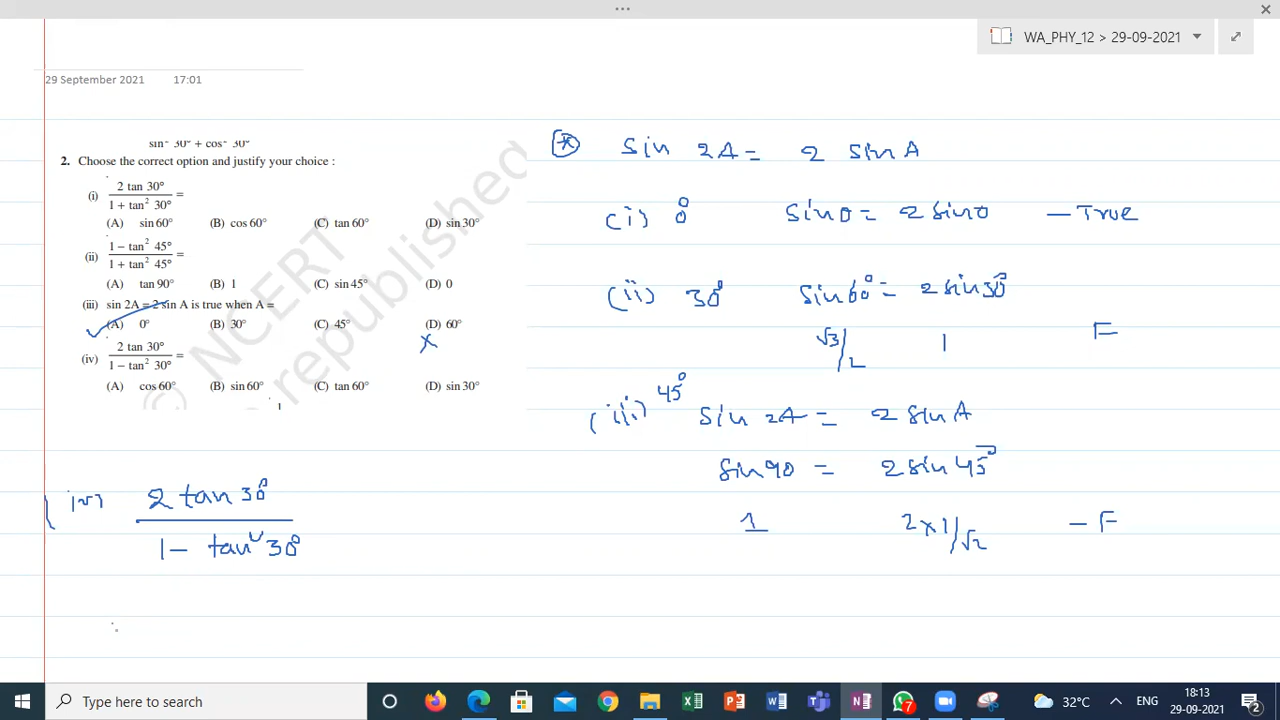 WA_PHY_12 > 29-09-2021
29 September 2021 17:01
sin² 30° + cos² 30°
2. Choose the correct option and justify your choice :
(i) 2 tan 30° / 1 + tan² 30° =
(A) sin 60° (B) cos 60° (C) tan 60° (D) sin 30°
(ii) 1 − tan² 45° / 1 + tan² 45° =
(A) tan 90° (B) 1 (C) sin 45° (D) 0
(iii) sin 2A = 2 sin A is true when A =
(A) 0° (B) 30° (C) 45° (D) 60°
(iv) 2 tan 30° / 1 − tan² 30° =
(A) cos 60° (B) sin 60° (C) tan 60° (D) sin 30°
1
© NCERT
republished
(iv) 2 tan 30° / 1 − tan² 30°
sin 2A = 2 sin A
(i) 0° sin 0 = 2 sin 0 — True
(ii) 30° sin 60° = 2 sin 30°
√3/2 1 F
(iii) 45° sin 2A = 2 sin A
sin 90 = 2 sin 45°
1 2 × 1/√2 — F
Type here to search
7
32°C ENG 18:13
29-09-2021 2